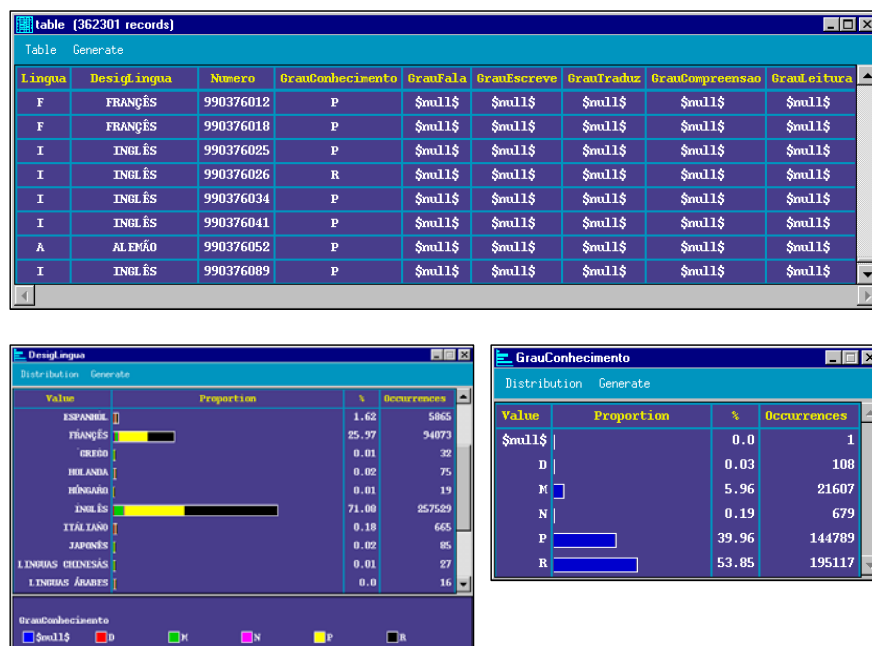 table (362301 records)
Table Generate
Lingua DesigLingua Numero GrauConhecimento GrauFala GrauEscreve GrauTraduz GrauCompreensao GrauLeitura
F FRANÇÊS 990376012 P $null$ $null$ $null$ $null$ $null$
F FRANÇÊS 990376018 P $null$ $null$ $null$ $null$ $null$
I INGLÊS 990376025 P $null$ $null$ $null$ $null$ $null$
I INGLÊS 990376026 R $null$ $null$ $null$ $null$ $null$
I INGLÊS 990376034 P $null$ $null$ $null$ $null$ $null$
I INGLÊS 990376041 P $null$ $null$ $null$ $null$ $null$
A ALEMÃO 990376052 P $null$ $null$ $null$ $null$ $null$
I INGLÊS 990376089 P $null$ $null$ $null$ $null$ $null$
DesigLingua
Distribution Generate
Value Proportion % Occurrences
ESPANHÓL 1.62 5865
FRANÇÊS 25.97 94073
GREGO 0.01 32
HOLANDA 0.02 75
HÚNGARO 0.01 19
INGLÊS 71.08 257529
ITÁLIANO 0.18 665
JAPONÊS 0.02 85
LINGUAS CHINESAS 0.01 27
LINGUAS ÁRABES 0.0 16
GrauConhecimento
$null$ D M N P R
GrauConhecimento
Distribution Generate
Value Proportion % Occurrences
$null$ 0.0 1
D 0.03 108
M 5.96 21607
N 0.19 679
P 39.96 144789
R 53.85 195117